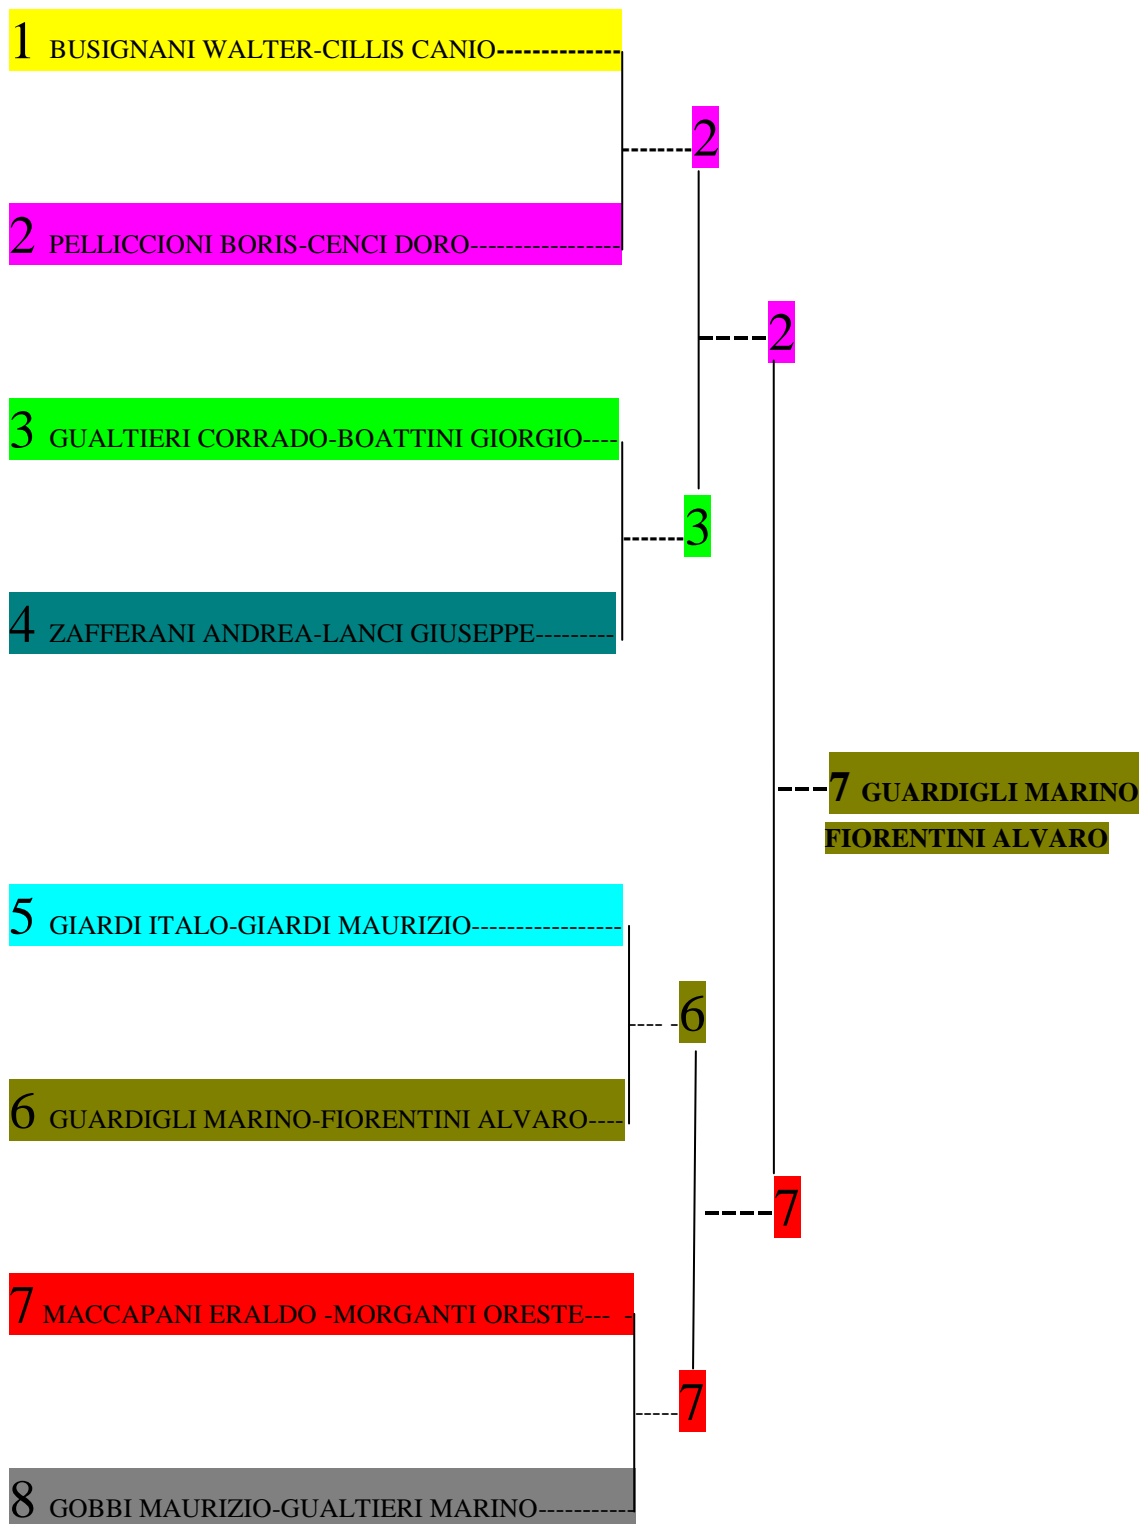 1 BUSIGNANI WALTER-CILLIS CANIO--------------
2
2 PELLICCIONI BORIS-CENCI DORO-----------------
2
3 GUALTIERI CORRADO-BOATTINI GIORGIO----
3
4 ZAFFERANI ANDREA-LANCI GIUSEPPE---------
7 GUARDIGLI MARINO
FIORENTINI ALVARO
5 GIARDI ITALO-GIARDI MAURIZIO-----------------
6
6 GUARDIGLI MARINO-FIORENTINI ALVARO----
7
7 MACCAPANI ERALDO -MORGANTI ORESTE--- -
7
8 GOBBI MAURIZIO-GUALTIERI MARINO-----------